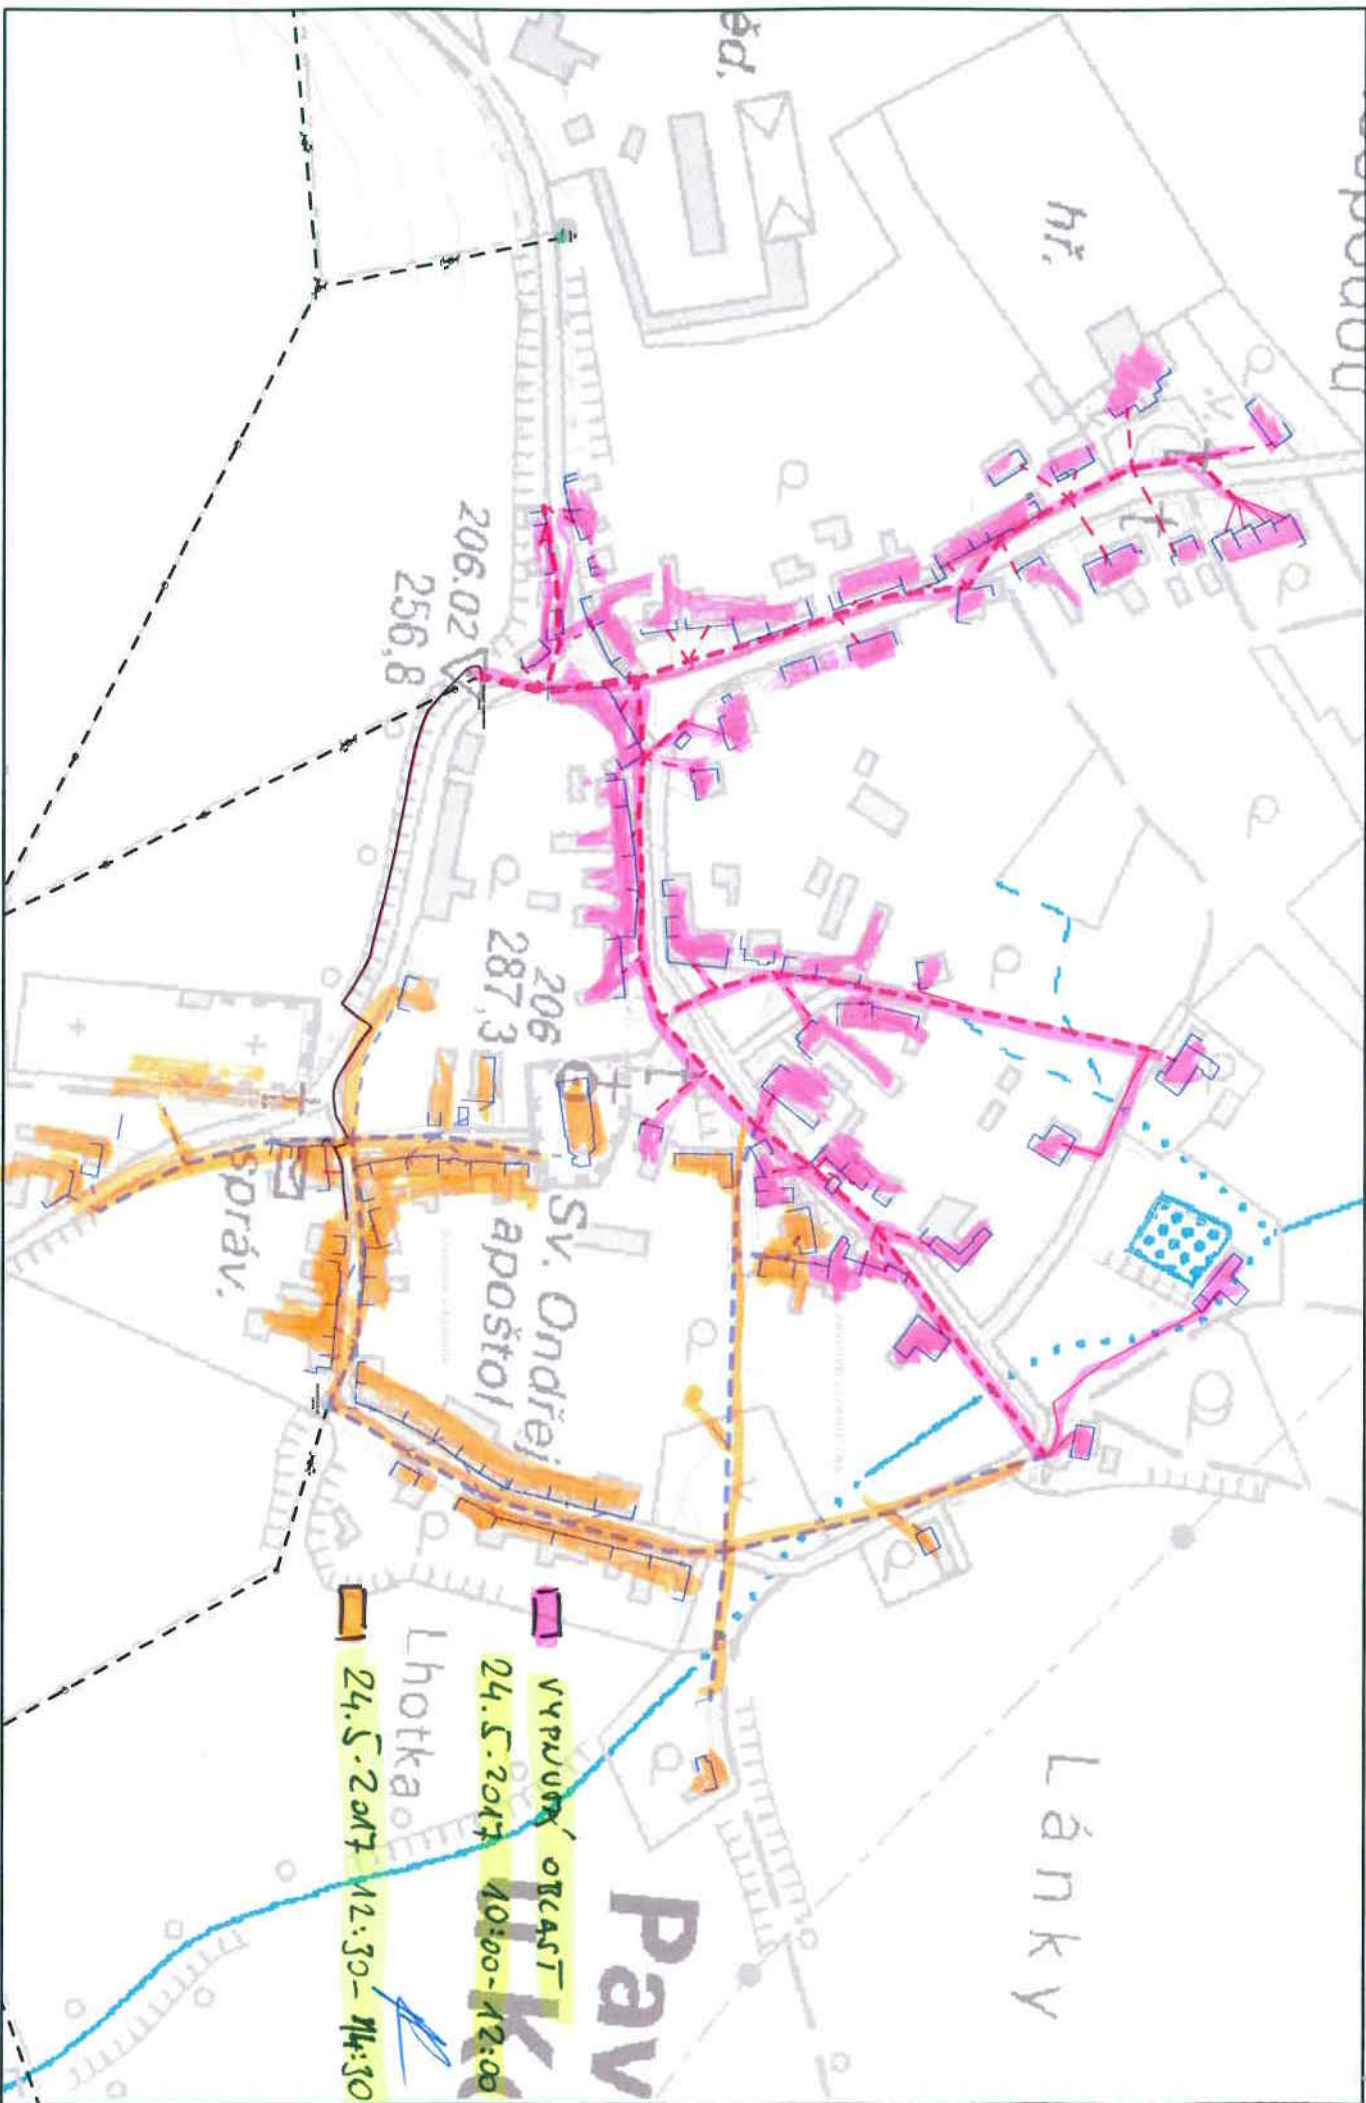 hř.
206.02
256,8
206
287,3
Sv. Ondřej
apoštol
správ.
Lánky
Pav
Lhotka
VYPNUTÁ OBLAST
24.5.2017 10:00-12:00
24.5.2017 12:30-14:30